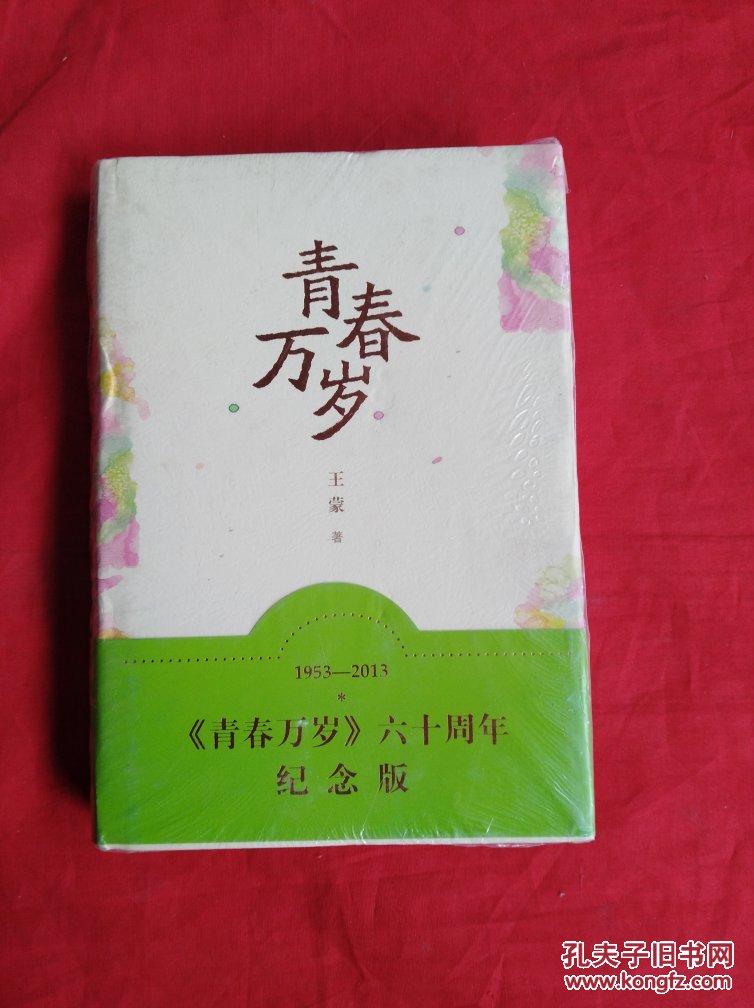 青春
万岁
王蒙 著
1953—2013
*
《青春万岁》六十周年
纪念版
孔夫子旧书网
www.kongfz.com